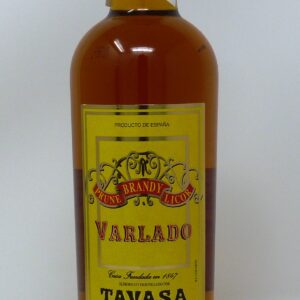 PRODUCTO DE ESPAÑA
PRUNE BRANDY LICOR
VARLADO
Casa Fundada en 1867
TAVASA